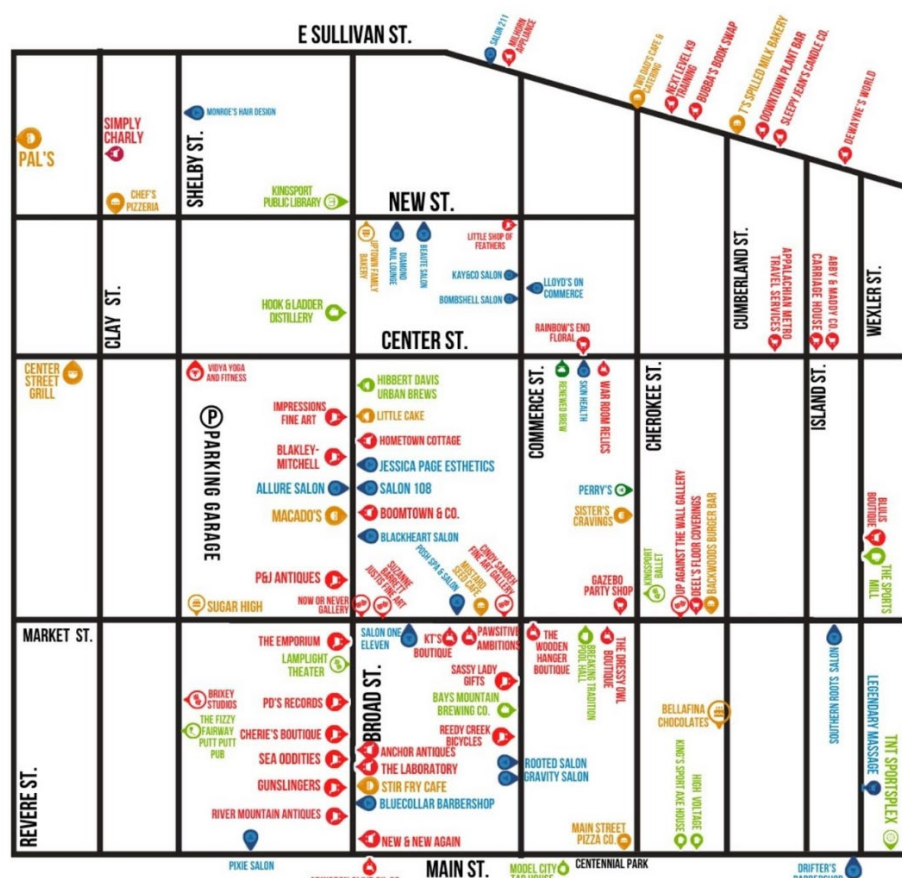 E SULLIVAN ST.
SALON 211
MILHORN
APPLIANCE
TWO DAD'S CAFE &
CATERING
NEXT LEVEL K9
TRAINING
BUBBA'S BOOK SWAP
T'S SPILLED MILK BAKERY
DOWNTOWN PLANT BAR
SLEEPY JEAN'S CANDLE CO.
DEWAYNE'S WORLD
PAL'S
SIMPLY
CHARLY
CHEF'S
PIZZERIA
SHELBY ST.
MONROE'S HAIR DESIGN
KINGSPORT
PUBLIC LIBRARY
NEW ST.
CLAY ST.
HOOK & LADDER
DISTILLERY
UPTOWN FAMILY
BAKERY
DIAMOND
NAIL LOUNGE
BEAUTE SALON
LITTLE SHOP OF
FEATHERS
KAY&CO SALON
BOMBSHELL SALON
LLOYD'S ON
COMMERCE
RAINBOW'S END
FLORAL
CUMBERLAND ST.
APPALACHIAN METRO
TRAVEL SERVICES
CARRIAGE HOUSE
ABBY & MADDY CO.
WEXLER ST.
CENTER ST.
CENTER
STREET
GRILL
VIDYA YOGA
AND FITNESS
P PARKING GARAGE
IMPRESSIONS
FINE ART
BLAKLEY-
MITCHELL
ALLURE SALON
MACADO'S
P&J ANTIQUES
SUGAR HIGH
HIBBERT DAVIS
URBAN BREWS
LITTLE CAKE
HOMETOWN COTTAGE
JESSICA PAGE ESTHETICS
SALON 108
BOOMTOWN & CO.
BLACKHEART SALON
NOW OR NEVER
GALLERY
SUZANNE
BARRETT
JUSTIS FINE ART
POSH SPA & SALON
MUSTARD
SEED CAFE
CINDY SAADEH
FINE ART GALLERY
COMMERCE ST.
RENEWED BREW
SKIN HEALTH
WAR ROOM RELICS
PERRY'S
SISTER'S
CRAVINGS
GAZEBO
PARTY SHOP
CHEROKEE ST.
KINGSPORT
BALLET
UP AGAINST THE WALL GALLERY
DEEL'S FLOOR COVERINGS
BACKWOODS BURGER BAR
ISLAND ST.
BLULIS
BOUTIQUE
THE SPORTS
MILL
MARKET ST.
REVERE ST.
THE EMPORIUM
LAMPLIGHT
THEATER
BRIXEY
STUDIOS
PD'S RECORDS
THE FIZZY
FAIRWAY
PUTT PUTT
PUB
CHERIE'S BOUTIQUE
SEA ODDITIES
GUNSLINGERS
RIVER MOUNTAIN ANTIQUES
PIXIE SALON
BROAD ST.
SALON ONE
ELEVEN
KT'S
BOUTIQUE
PAWSITIVE
AMBITIONS
SASSY LADY
GIFTS
BAYS MOUNTAIN
BREWING CO.
REEDY CREEK
BICYCLES
ANCHOR ANTIQUES
THE LABORATORY
STIR FRY CAFE
BLUECOLLAR BARBERSHOP
ROOTED SALON
GRAVITY SALON
NEW & NEW AGAIN
THE
WOODEN
HANGER
BOUTIQUE
BREAKING TRADITION
POOL HALL
THE DRESSY OWL
BOUTIQUE
MAIN STREET
PIZZA CO.
BELLAFINA
CHOCOLATES
KING'S SPORT AXE HOUSE
HIGH VOLTAGE
SOUTHERN ROOTS SALON
LEGENDARY MASSAGE
TNT SPORTSPLEX
MAIN ST.
MODEL CITY
TAP HOUSE
CENTENNIAL PARK
DRIFTER'S
BARBERSHOP